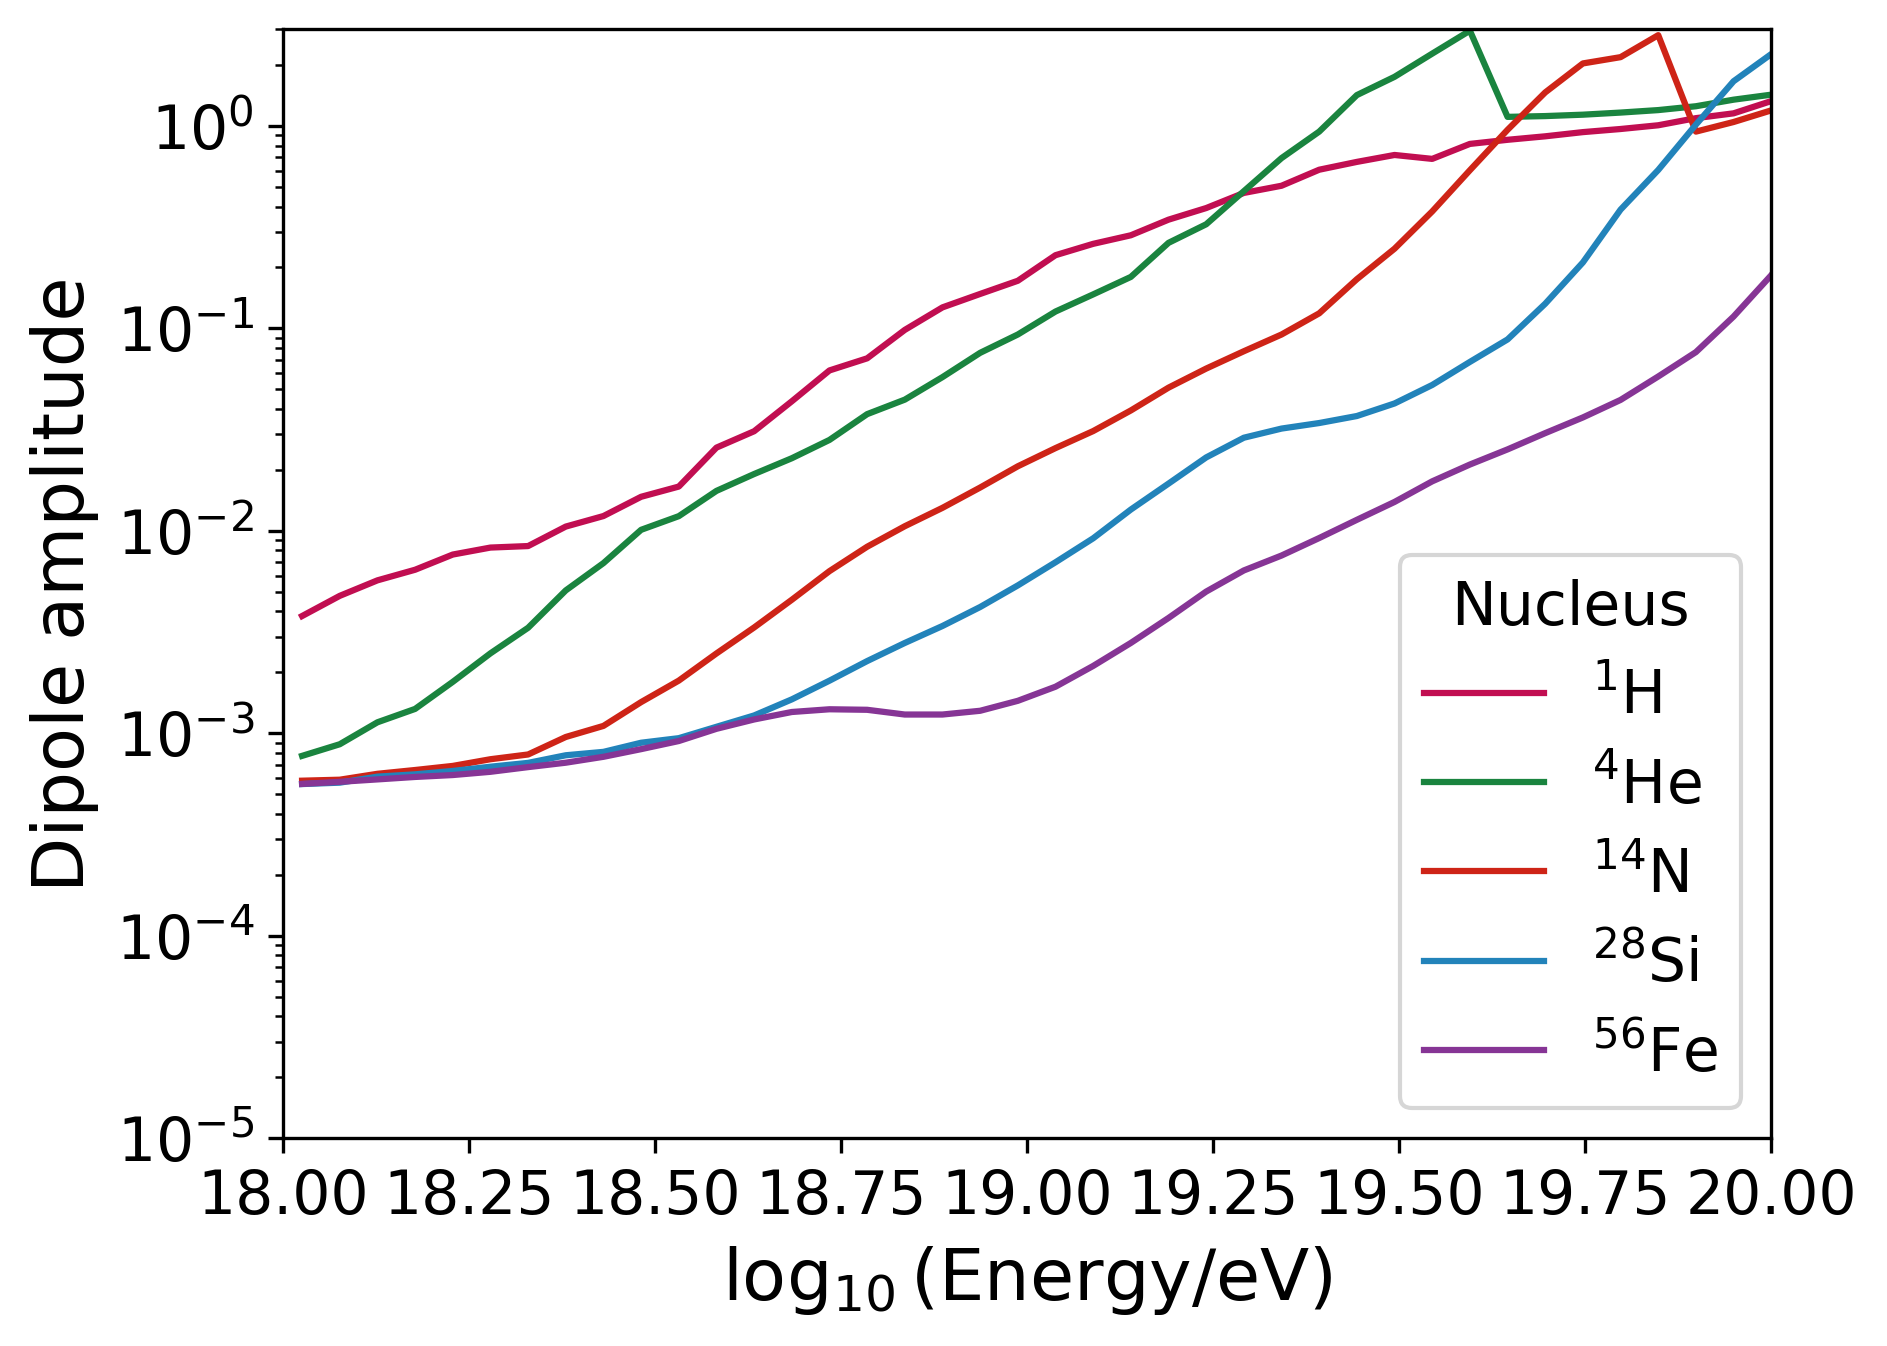 Dipole amplitude
10⁰
10⁻¹
10⁻²
10⁻³
10⁻⁴
10⁻⁵
18.00 18.25 18.50 18.75 19.00 19.25 19.50 19.75 20.00
log₁₀(Energy/eV)
Nucleus
¹H
⁴He
¹⁴N
²⁸Si
⁵⁶Fe